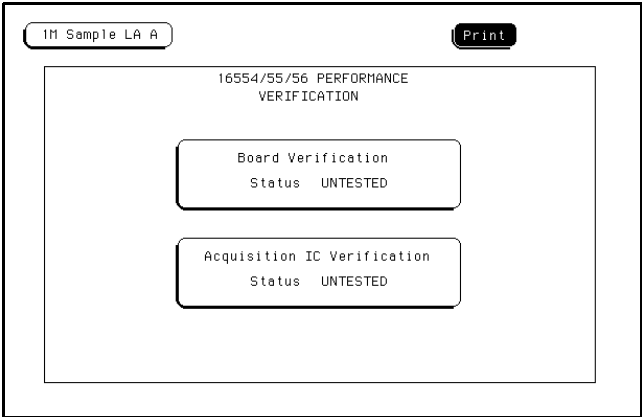 1M Sample LA A
Print
16554/55/56 PERFORMANCE
VERIFICATION
Board Verification
Status UNTESTED
Acquisition IC Verification
Status UNTESTED